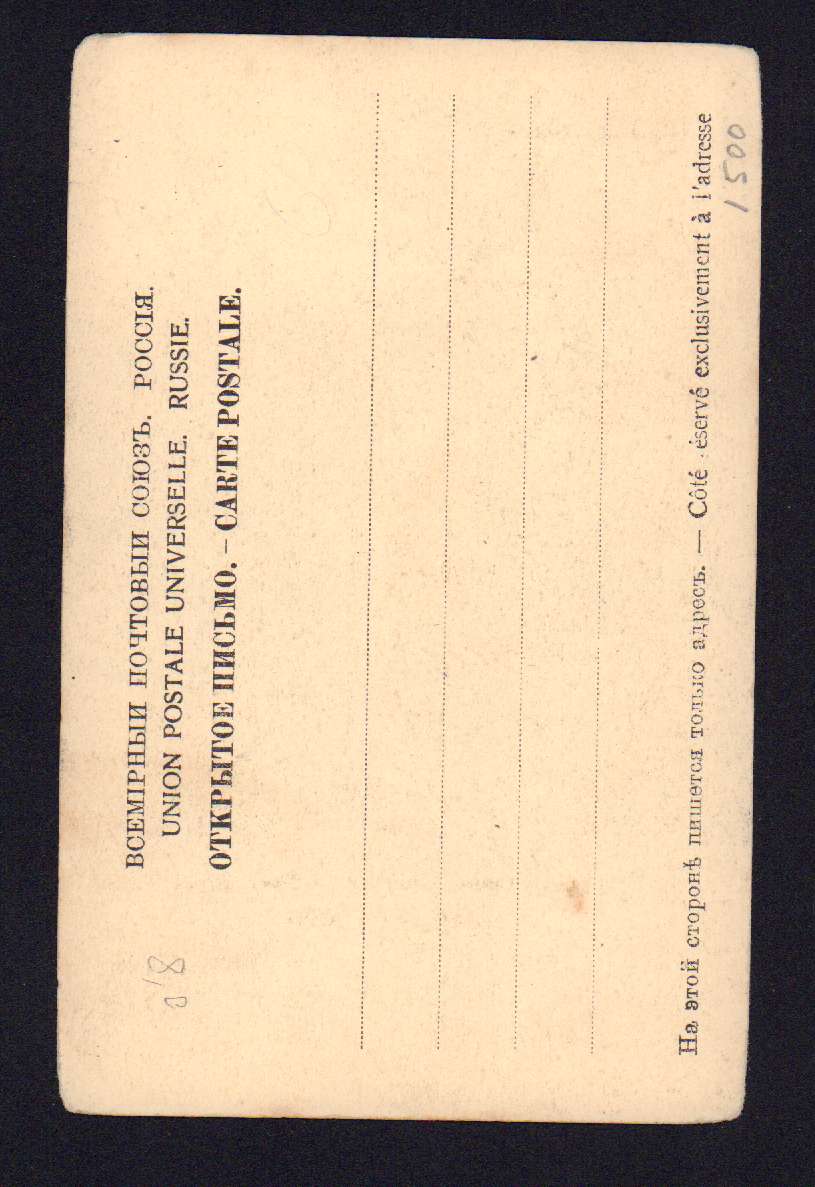 ВСЕМІРНЫЙ ПОЧТОВЫЙ СОЮЗЪ. РОССІЯ.
UNION POSTALE UNIVERSELLE. RUSSIE.
ОТКРЫТОЕ ПИСЬМО. – CARTE POSTALE.
На этой сторонѣ пишется только адресъ. — Côté éservé exclusivement à l'adresse
1500